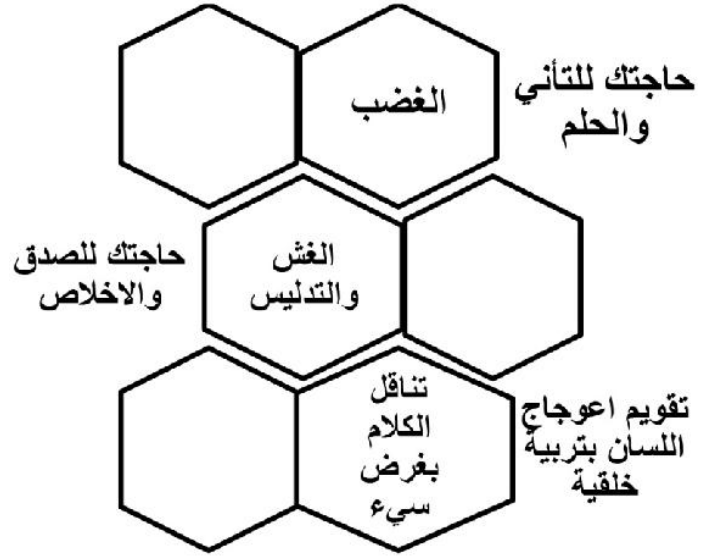 الغضب
حاجتك للتأني
والحلم
حاجتك للصدق
والاخلاص
الغش
والتدليس
تناقل
الكلام
بغرض
سيء
تقويم اعوجاج
اللسان بتربية
خلقية